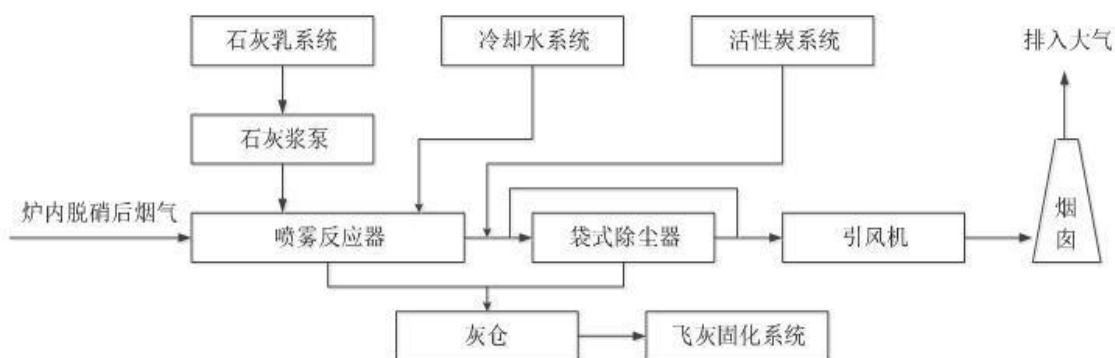 石灰乳系统
冷却水系统
活性炭系统
排入大气
石灰浆泵
炉内脱硝后烟气
喷雾反应器
袋式除尘器
引风机
烟囱
灰仓
飞灰固化系统